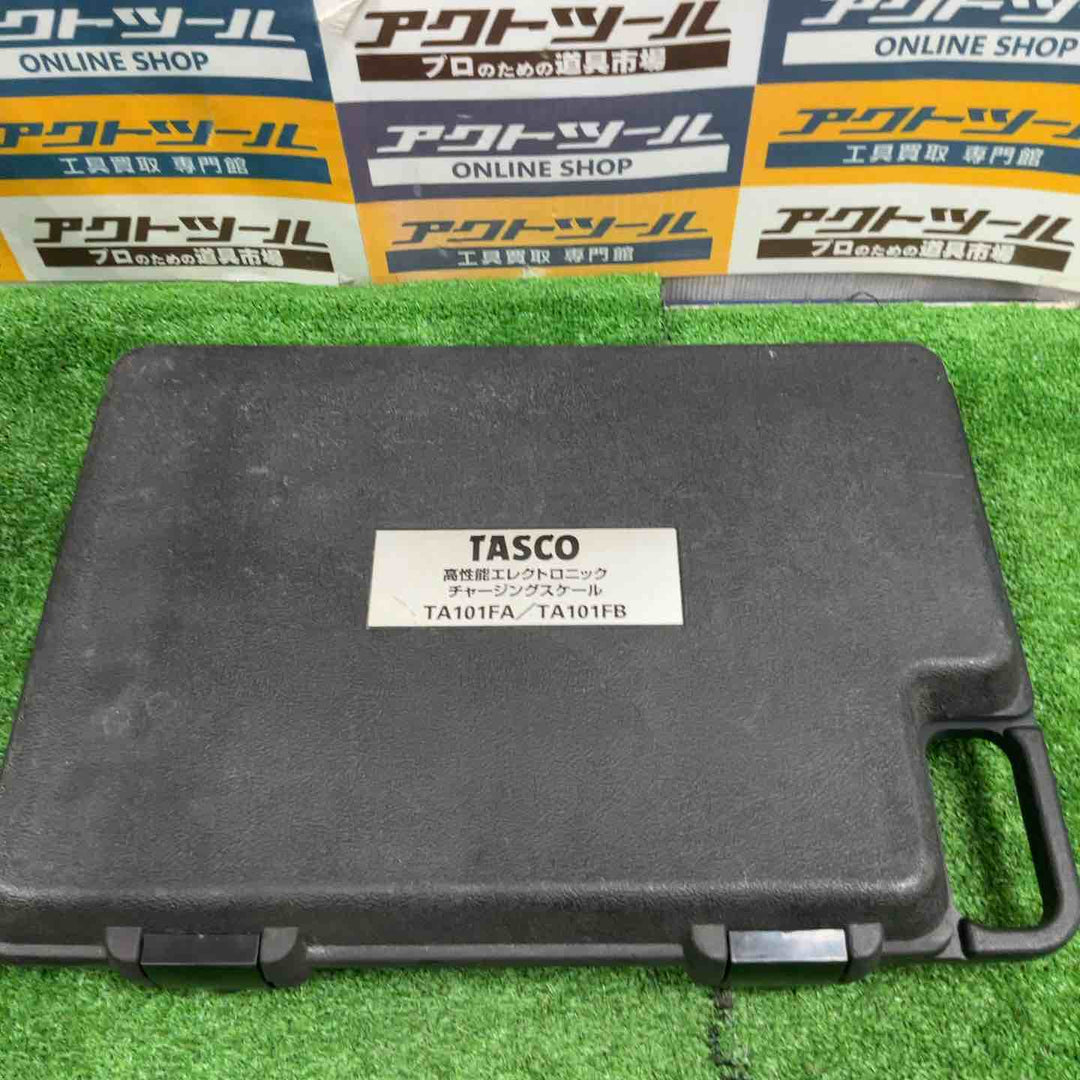 アクトツール
ONLINE SHOP
アクトツール
プロのための道具市場
アクトツール
ONLINE SHOP
アクトツール
工具買取 専門館
アクトツール
ONLINE SHOP
アクトツール
工具買取 専門館
アクトツール
プロのための道具市場
アクトツール
工具買取 専門館
アクトツール
プロのための道具市場
TASCO
高性能エレクトロニック
チャージングスケール
TA101FA/TA101FB